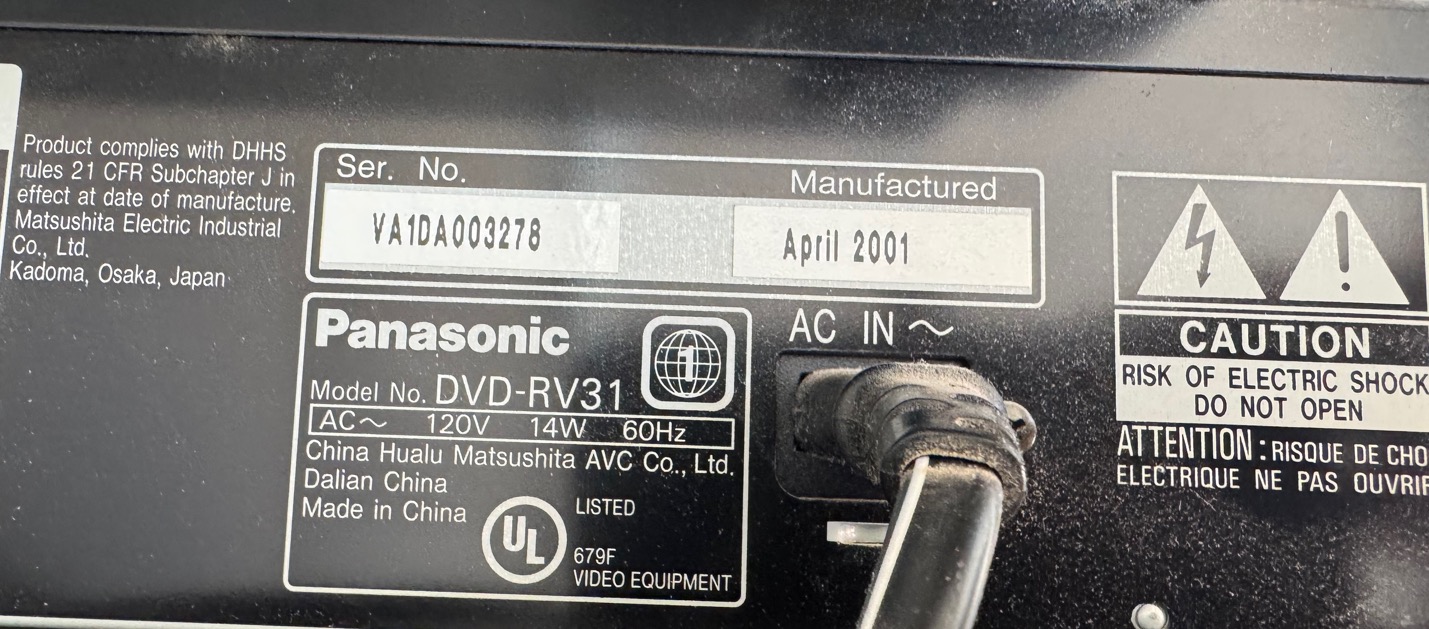 Product complies with DHHS
rules 21 CFR Subchapter J in
effect at date of manufacture.
Matsushita Electric Industrial
Co., Ltd.
Kadoma, Osaka, Japan
Ser. No.
Manufactured
VA1DA003278
April 2001
Panasonic
1
Model No. DVD-RV31
AC～ 120V 14W 60Hz
China Hualu Matsushita AVC Co., Ltd.
Dalian China
Made in China
UL
LISTED
679F
VIDEO EQUIPMENT
AC IN ～
!
CAUTION
RISK OF ELECTRIC SHOCK
DO NOT OPEN
ATTENTION : RISQUE DE CHO
ELECTRIQUE NE PAS OUVRIR